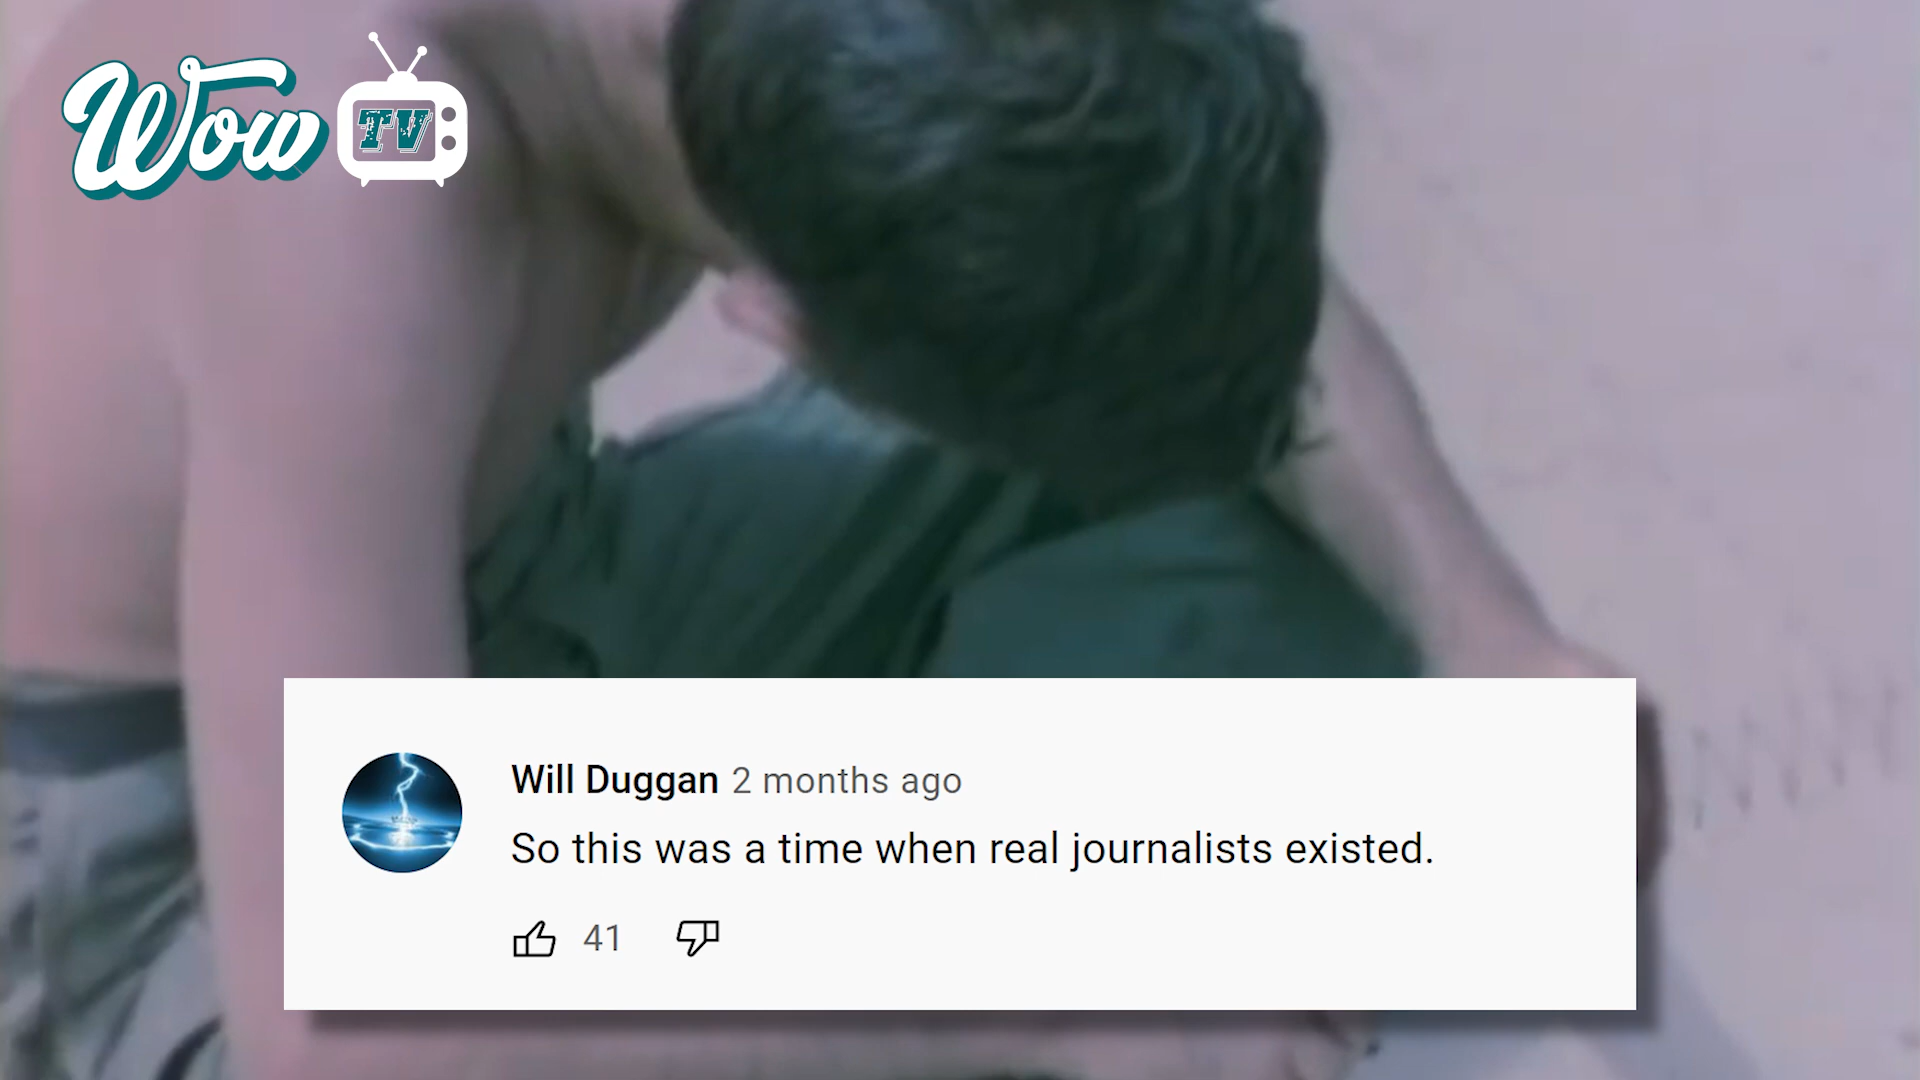 Wow TV
Will Duggan 2 months ago
So this was a time when real journalists existed.
41